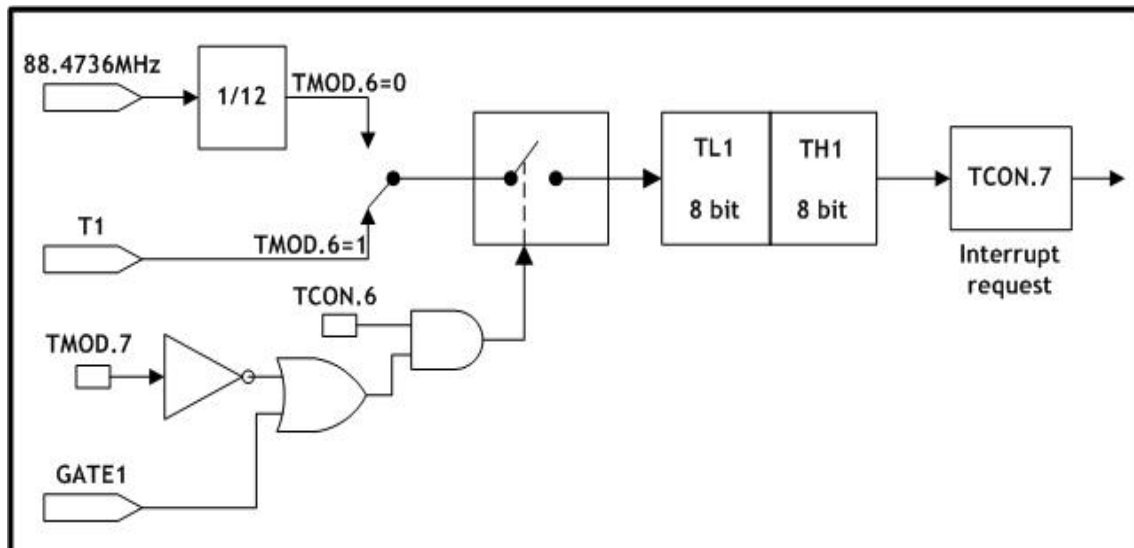 88.4736MHz
1/12
TMOD.6=0
TL1
8 bit
TH1
8 bit
TCON.7
Interrupt
request
T1
TMOD.6=1
TCON.6
TMOD.7
GATE1